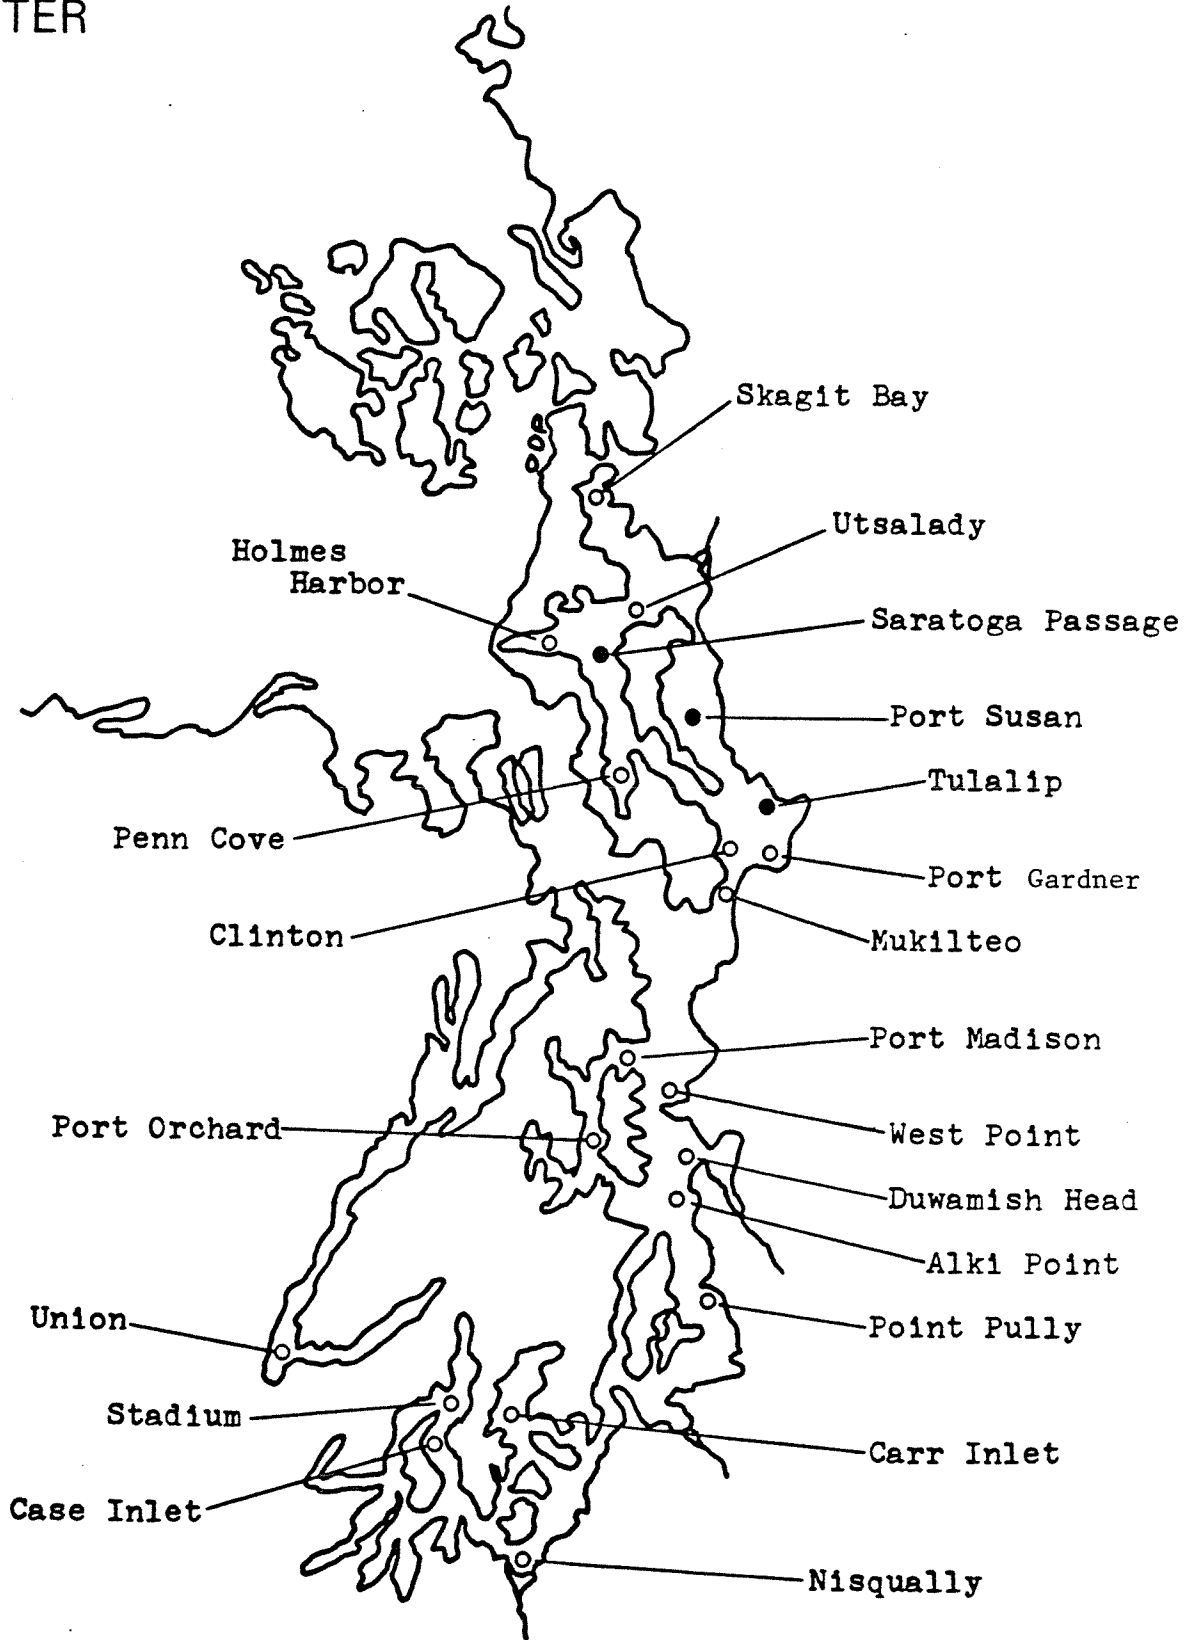 TER
Skagit Bay
Utsalady
Holmes
Harbor
Saratoga Passage
Port Susan
Tulalip
Penn Cove
Port Gardner
Clinton
Mukilteo
Port Madison
Port Orchard
West Point
Duwamish Head
Alki Point
Union
Point Pully
Stadium
Carr Inlet
Case Inlet
Nisqually